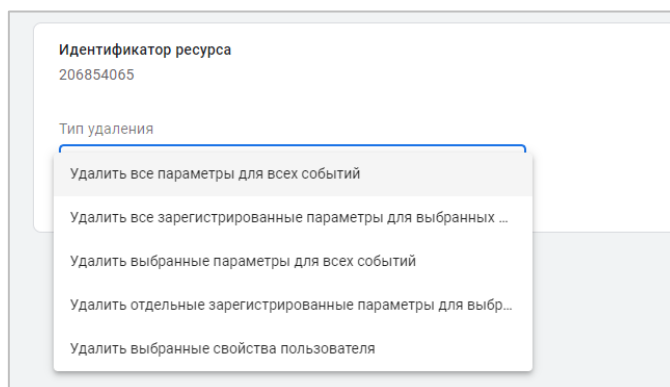 Идентификатор ресурса
206854065
Тип удаления
Удалить все параметры для всех событий
Удалить все зарегистрированные параметры для выбранных ...
Удалить выбранные параметры для всех событий
Удалить отдельные зарегистрированные параметры для выбр...
Удалить выбранные свойства пользователя